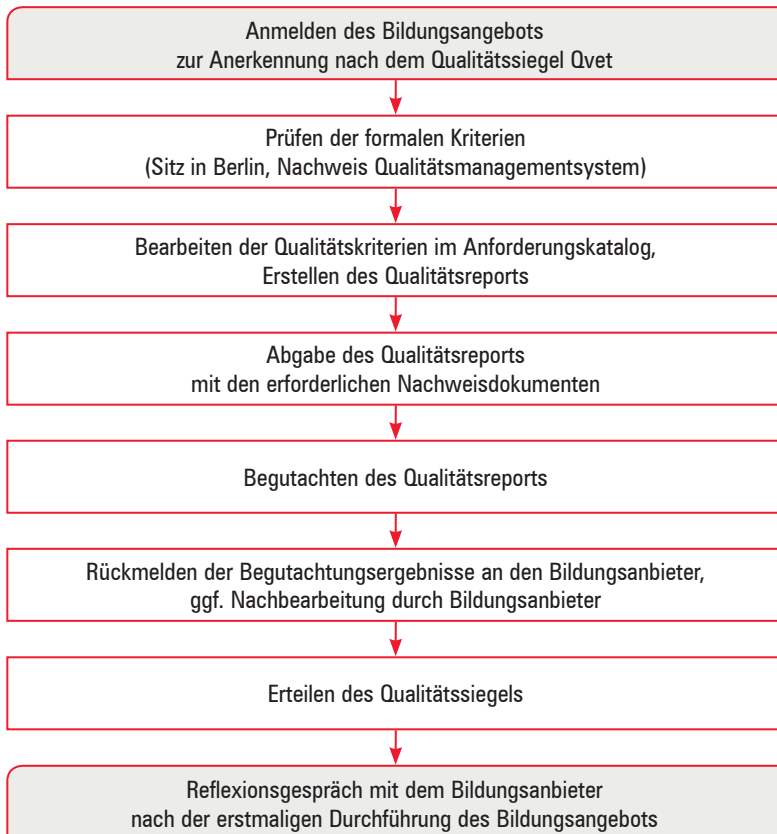 Anmelden des Bildungsangebots
zur Anerkennung nach dem Qualitätssiegel Qvet
Prüfen der formalen Kriterien
(Sitz in Berlin, Nachweis Qualitätsmanagementsystem)
Bearbeiten der Qualitätskriterien im Anforderungskatalog,
Erstellen des Qualitätsreports
Abgabe des Qualitätsreports
mit den erforderlichen Nachweisdokumenten
Begutachten des Qualitätsreports
Rückmelden der Begutachtungsergebnisse an den Bildungsanbieter,
ggf. Nachbearbeitung durch Bildungsanbieter
Erteilen des Qualitätssiegels
Reflexionsgespräch mit dem Bildungsanbieter
nach der erstmaligen Durchführung des Bildungsangebots